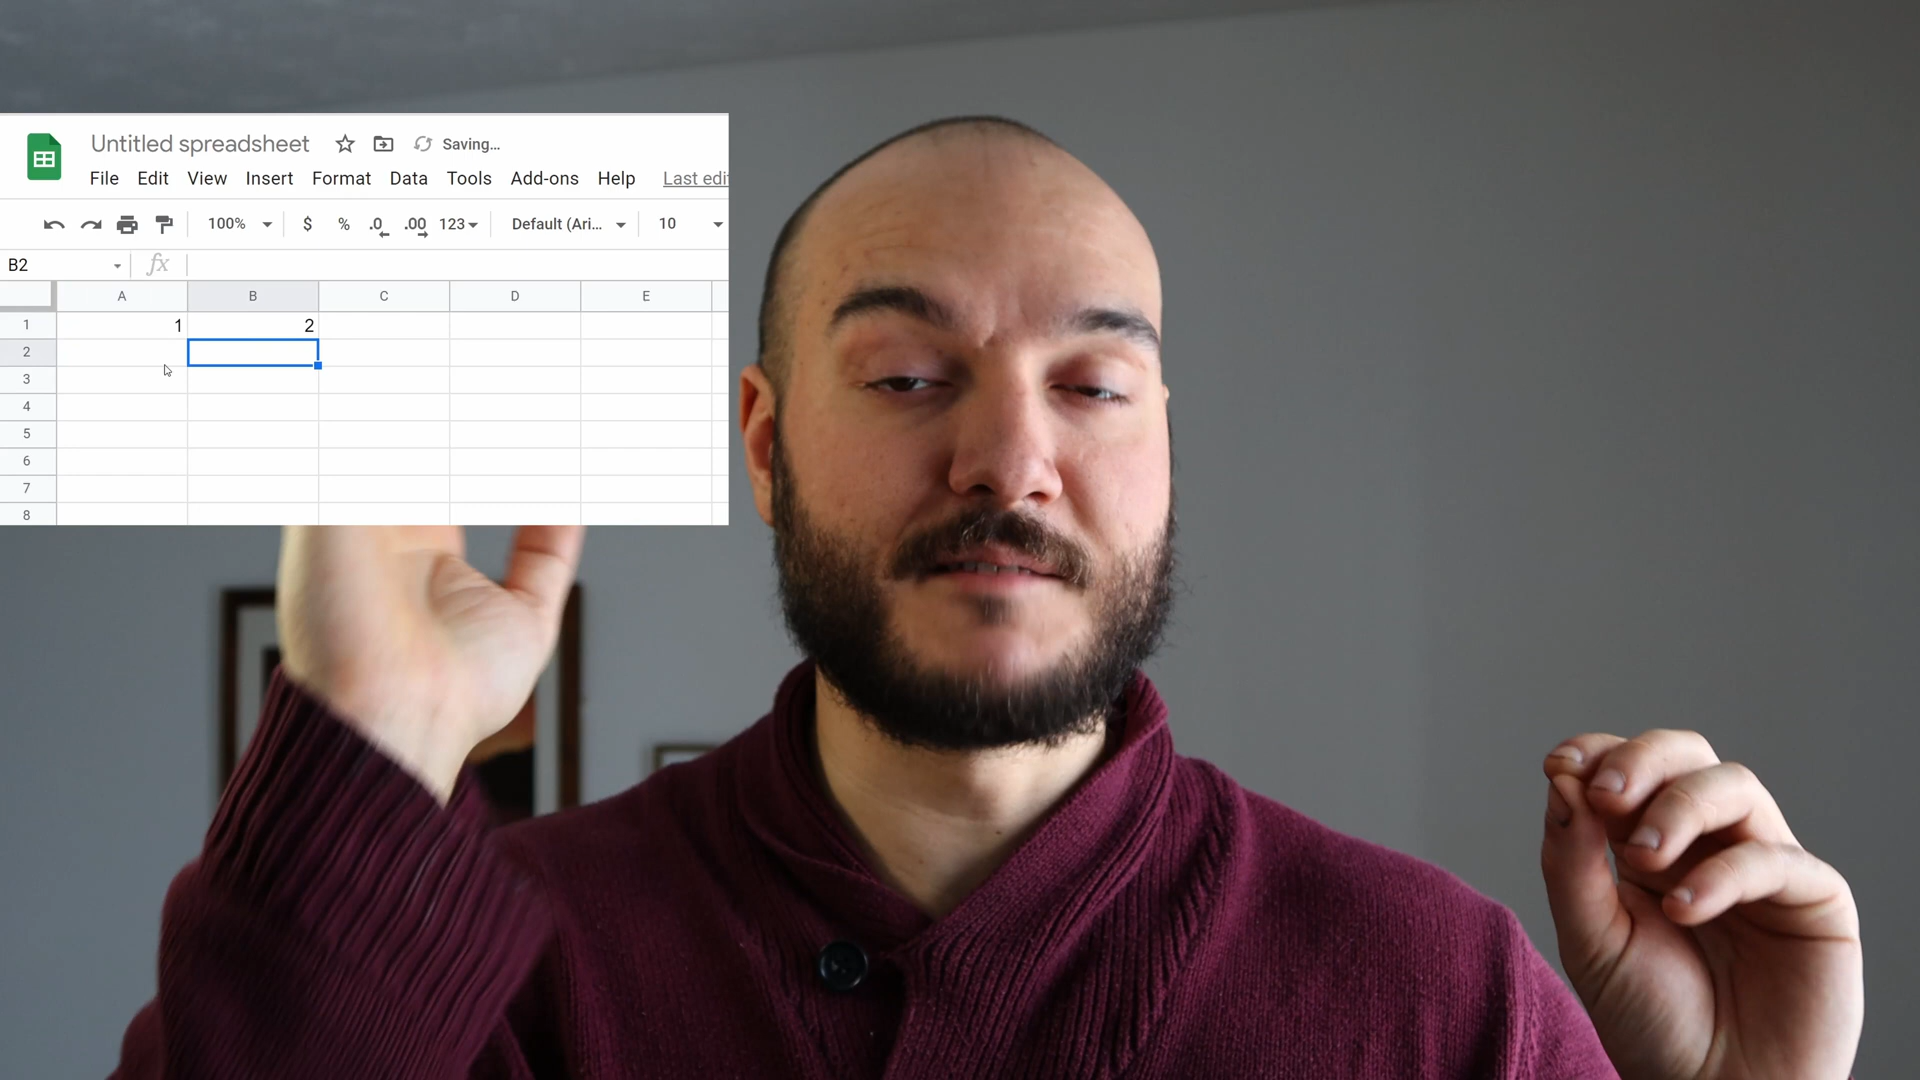 Untitled spreadsheet Saving...
File Edit View Insert Format Data Tools Add-ons Help Last edi
100% $ % .0 .00 123 Default (Ari... 10
B2 fx
A B C D E
1 1 2
2
3
4
5
6
7
8